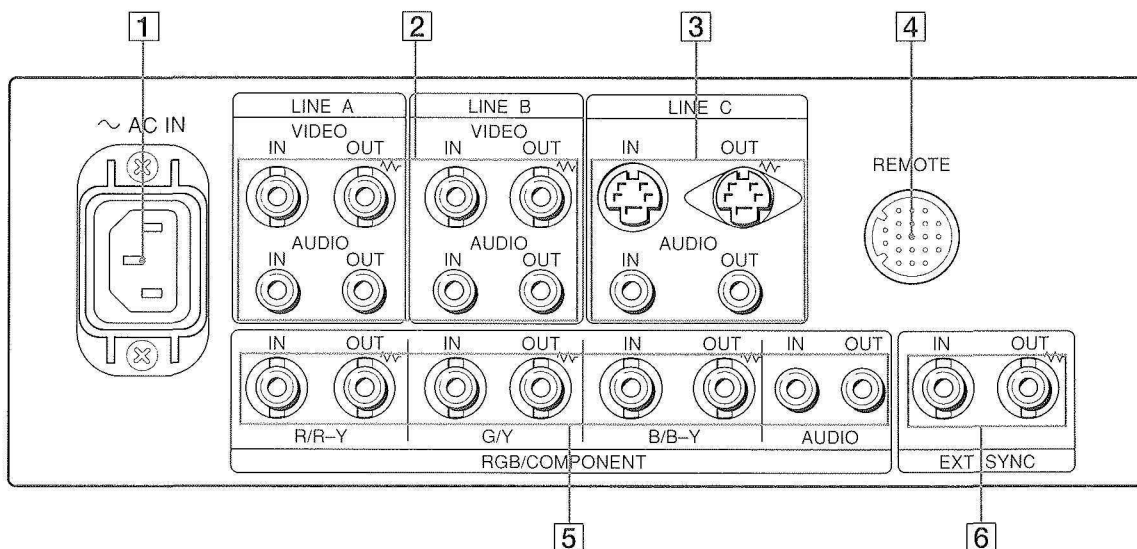 1 2 3 4
LINE A LINE B LINE C
~ AC IN VIDEO VIDEO
IN OUT IN OUT IN OUT
REMOTE
AUDIO AUDIO AUDIO
IN OUT IN OUT IN OUT
IN OUT IN OUT IN OUT IN OUT IN OUT
R/R–Y G/Y B/B–Y AUDIO
RGB/COMPONENT EXT SYNC
5 6